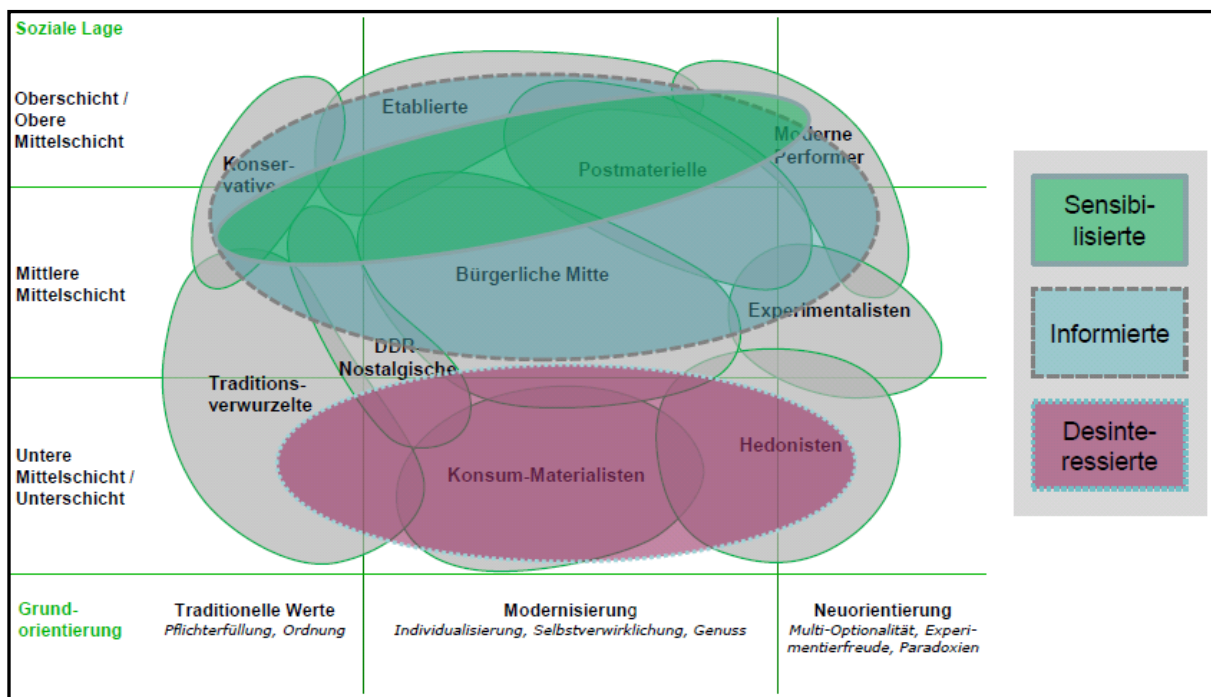 Soziale Lage
Oberschicht /
Obere
Mittelschicht
Mittlere
Mittelschicht
Untere
Mittelschicht /
Unterschicht
Etablierte
Konser-
vative
Postmaterielle
Moderne
Performer
Bürgerliche Mitte
Experimentalisten
DDR-
Nostalgische
Traditions-
verwurzelte
Hedonisten
Konsum-Materialisten
Sensibi-
lisierte
Informierte
Desinte-
ressierte
Grund-
orientierung
Traditionelle Werte
Pflichterfüllung, Ordnung
Modernisierung
Individualisierung, Selbstverwirklichung, Genuss
Neuorientierung
Multi-Optionalität, Experi-
mentierfreude, Paradoxien